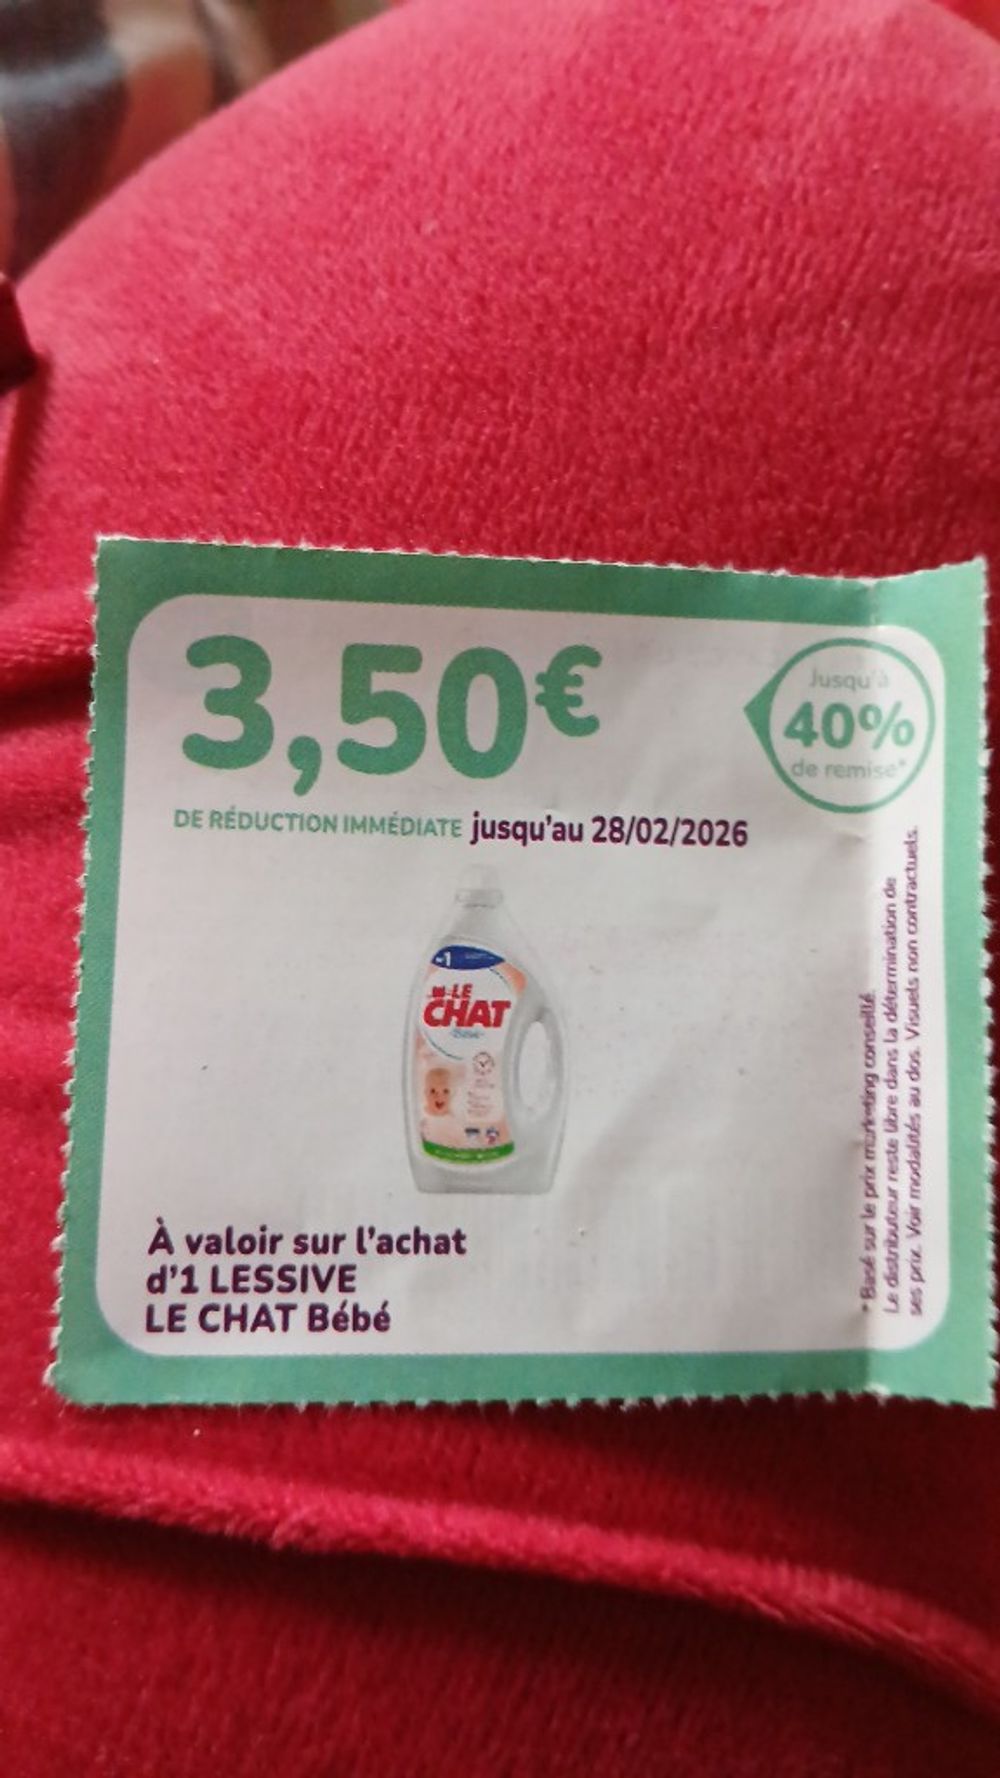 3,50€
DE RÉDUCTION IMMÉDIATE jusqu'au 28/02/2026
Jusqu'à
40%
de remise*
LE
CHAT
Bébé
À valoir sur l'achat
d'1 LESSIVE
LE CHAT Bébé
* Basé sur le prix marketing conseillé.
Le distributeur reste libre dans la détermination de
ses prix. Voir modalités au dos. Visuels non contractuels.